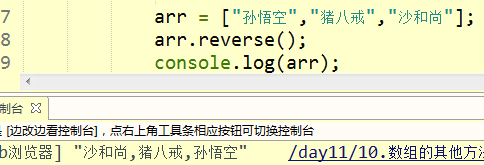 7 arr = ["孙悟空","猪八戒","沙和尚"];
8 arr.reverse();
9 console.log(arr);
制台
[边改边看控制台]，点右上角工具条相应按钮可切换控制台
b浏览器] "沙和尚,猪八戒,孙悟空" /day11/10.数组的其他方法